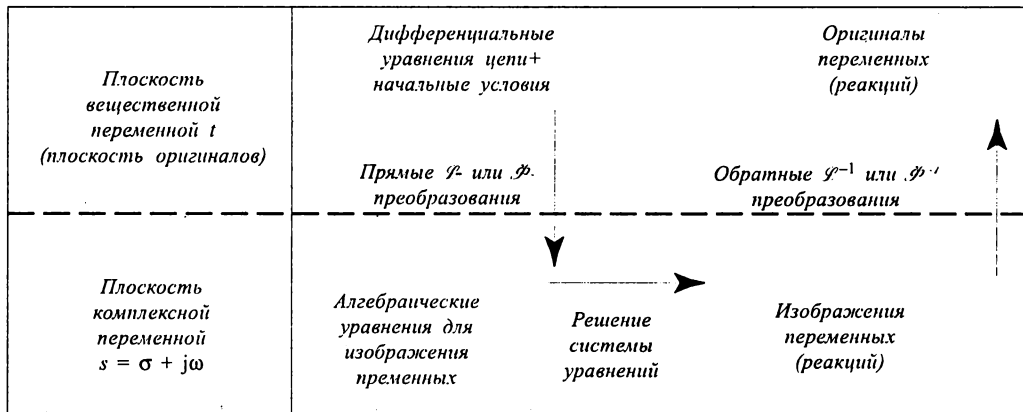 Плоскость
вещественной
переменной t
(плоскость оригиналов)
Дифференциальные
уравнения цепи+
начальные условия
Оригиналы
переменных
(реакций)
Прямые ℒ- или
преобразования
Обратные ℒ⁻¹ или
преобразования
Плоскость
комплексной
переменной
s = σ + jω
Алгебраические
уравнения для
изображения
пременных
Решение
системы
уравнений
Изображения
переменных
(реакций)